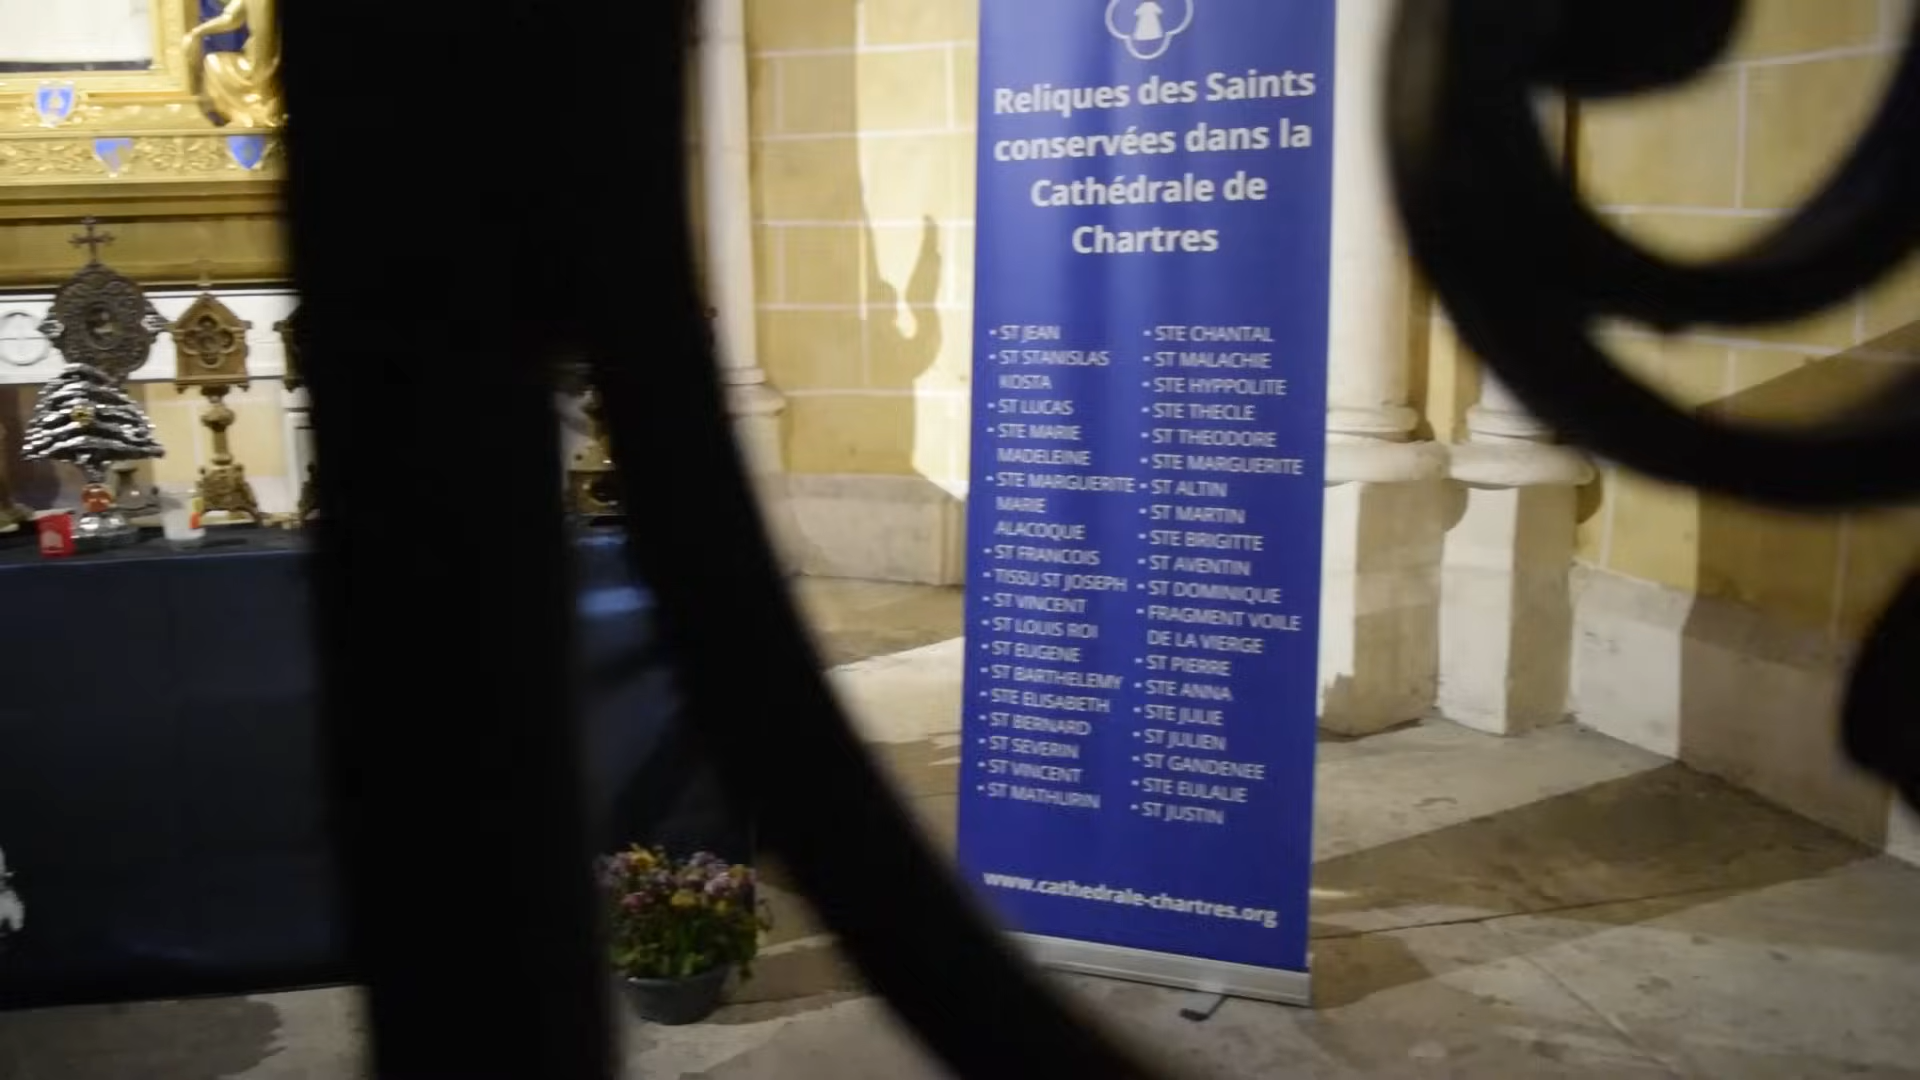 Reliques des Saints
conservées dans la
Cathédrale de
Chartres
• ST JEAN
• ST STANISLAS
KOSTA
• ST LUCAS
• STE MARIE
MADELEINE
• STE MARGUERITE
MARIE
ALACOQUE
• ST FRANCOIS
• TISSU ST JOSEPH
• ST VINCENT
• ST LOUIS ROI
• ST EUGENE
• ST BARTHELEMY
• STE ELISABETH
• ST BERNARD
• ST SEVERIN
• ST VINCENT
• ST MATHURIN
• STE CHANTAL
• ST MALACHIE
• STE HYPPOLITE
• STE THECLE
• ST THEODORE
• STE MARGUERITE
• ST ALTIN
• ST MARTIN
• STE BRIGITTE
• ST AVENTIN
• ST DOMINIQUE
• FRAGMENT VOILE
DE LA VIERGE
• ST PIERRE
• STE ANNA
• STE JULIE
• ST JULIEN
• ST GANDENEE
• STE EULALIE
• ST JUSTIN
www.cathedrale-chartres.org